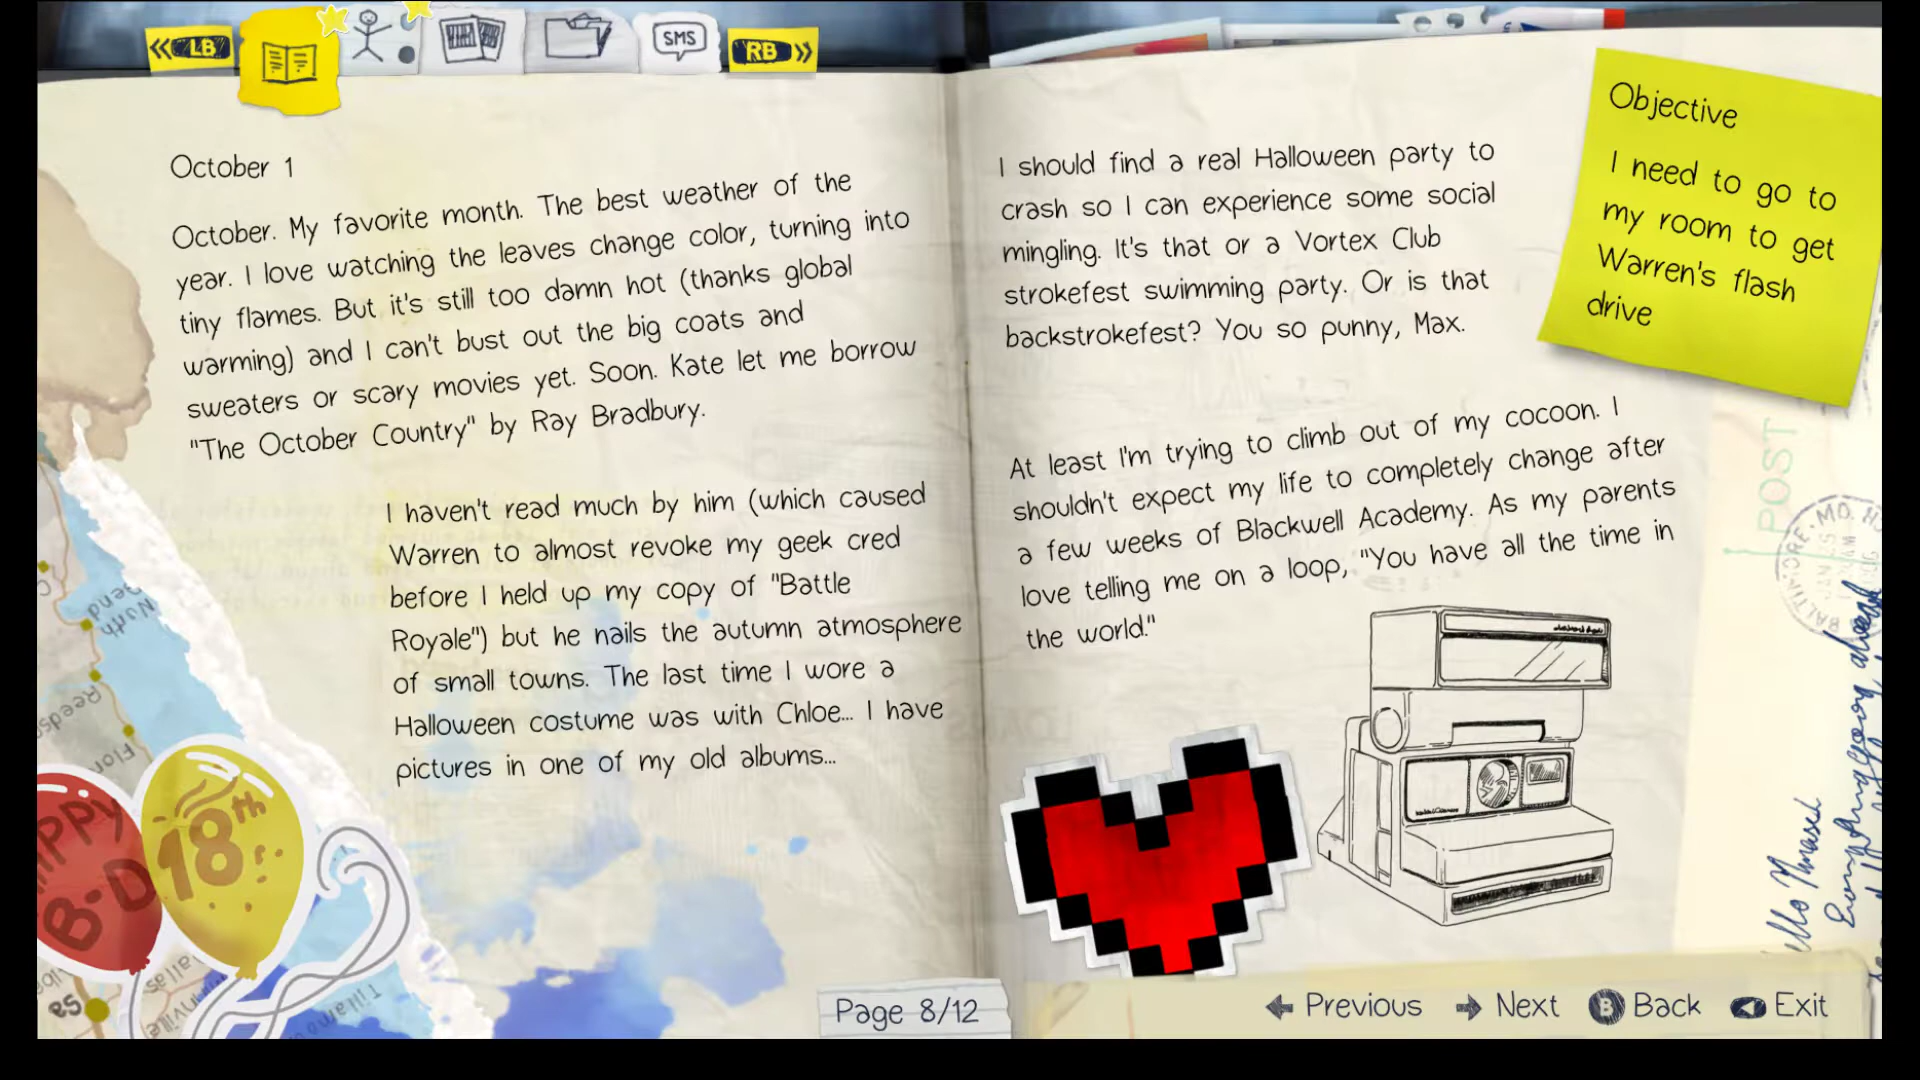 LB
SMS
RB
October 1
October. My favorite month. The best weather of the
year. I love watching the leaves change color, turning into
tiny flames. But it's still too damn hot (thanks global
warming) and I can't bust out the big coats and
sweaters or scary movies yet. Soon. Kate let me borrow
"The October Country" by Ray Bradbury.
I haven't read much by him (which caused
Warren to almost revoke my geek cred
before I held up my copy of "Battle
Royale") but he nails the autumn atmosphere
of small towns. The last time I wore a
Halloween costume was with Chloe... I have
pictures in one of my old albums...
I should find a real Halloween party to
crash so I can experience some social
mingling. It's that or a Vortex Club
strokefest swimming party. Or is that
backstrokefest? You so punny, Max.
At least I'm trying to climb out of my cocoon. I
shouldn't expect my life to completely change after
a few weeks of Blackwell Academy. As my parents
love telling me on a loop, "You have all the time in
the world."
Objective
I need to go to
my room to get
Warren's flash
drive
POST
North
Bend
B-D
18th
Page 8/12
Previous
Next
B Back
Exit